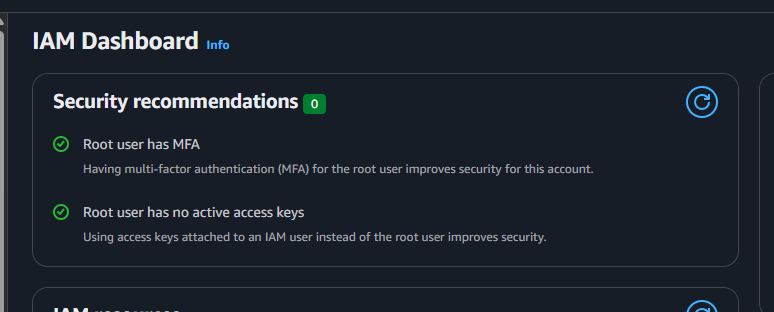 IAM Dashboard Info
Security recommendations 0
Root user has MFA
Having multi-factor authentication (MFA) for the root user improves security for this account.
Root user has no active access keys
Using access keys attached to an IAM user instead of the root user improves security.
IAM resources